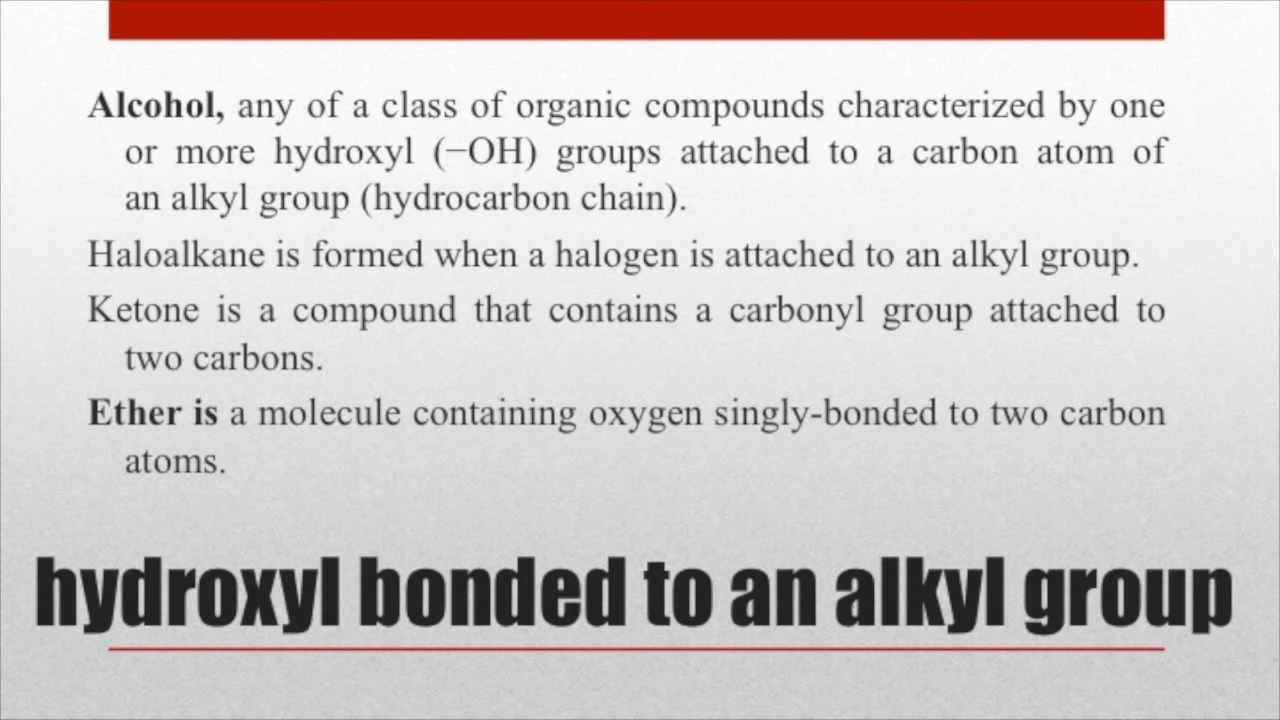 Alcohol, any of a class of organic compounds characterized by one
or more hydroxyl (−OH) groups attached to a carbon atom of
an alkyl group (hydrocarbon chain).
Haloalkane is formed when a halogen is attached to an alkyl group.
Ketone is a compound that contains a carbonyl group attached to
two carbons.
Ether is a molecule containing oxygen singly-bonded to two carbon
atoms.
hydroxyl bonded to an alkyl group